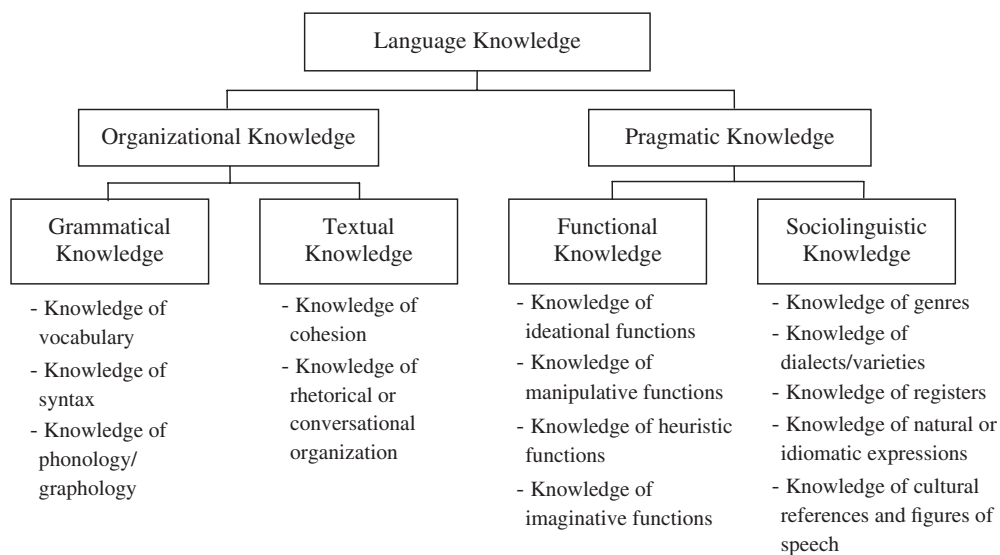 Language Knowledge
Organizational Knowledge
Pragmatic Knowledge
Grammatical
Knowledge
Textual
Knowledge
Functional
Knowledge
Sociolinguistic
Knowledge
- Knowledge of
vocabulary
- Knowledge of
syntax
- Knowledge of
phonology/
graphology
- Knowledge of
cohesion
- Knowledge of
rhetorical or
conversational
organization
- Knowledge of
ideational functions
- Knowledge of
manipulative functions
- Knowledge of heuristic
functions
- Knowledge of
imaginative functions
- Knowledge of genres
- Knowledge of
dialects/varieties
- Knowledge of registers
- Knowledge of natural or
idiomatic expressions
- Knowledge of cultural
references and figures of
speech